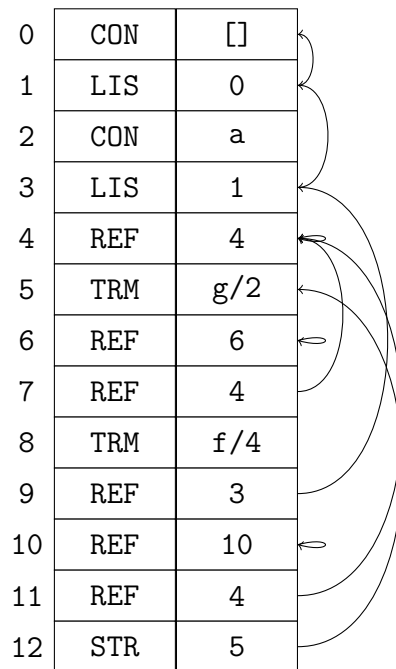 0 CON []
1 LIS 0
2 CON a
3 LIS 1
4 REF 4
5 TRM g/2
6 REF 6
7 REF 4
8 TRM f/4
9 REF 3
10 REF 10
11 REF 4
12 STR 5